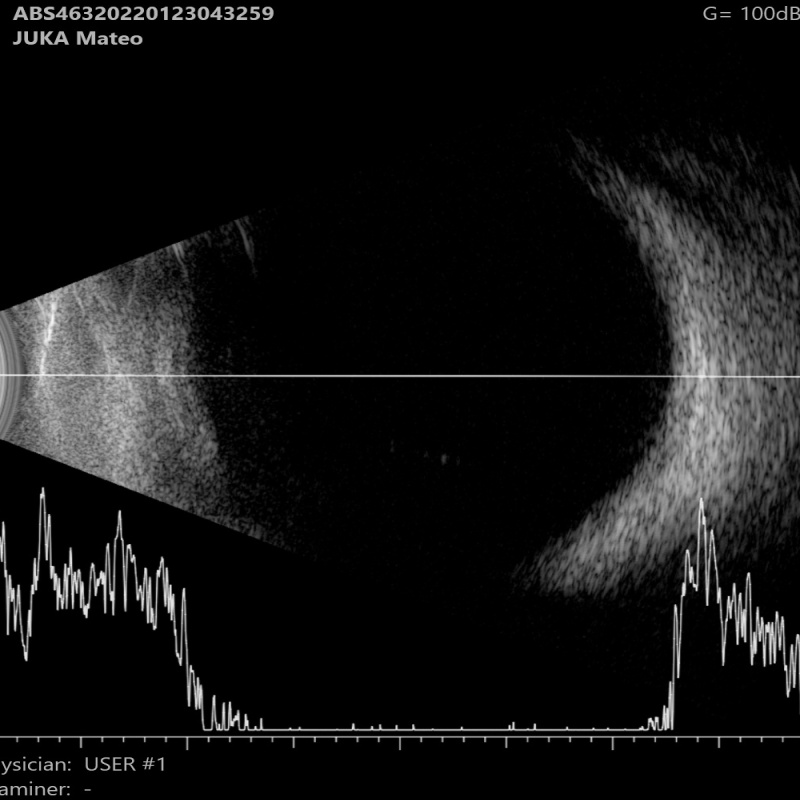 ABS46320220123043259
G= 100dB
JUKA Mateo
ysician: USER #1
aminer: -